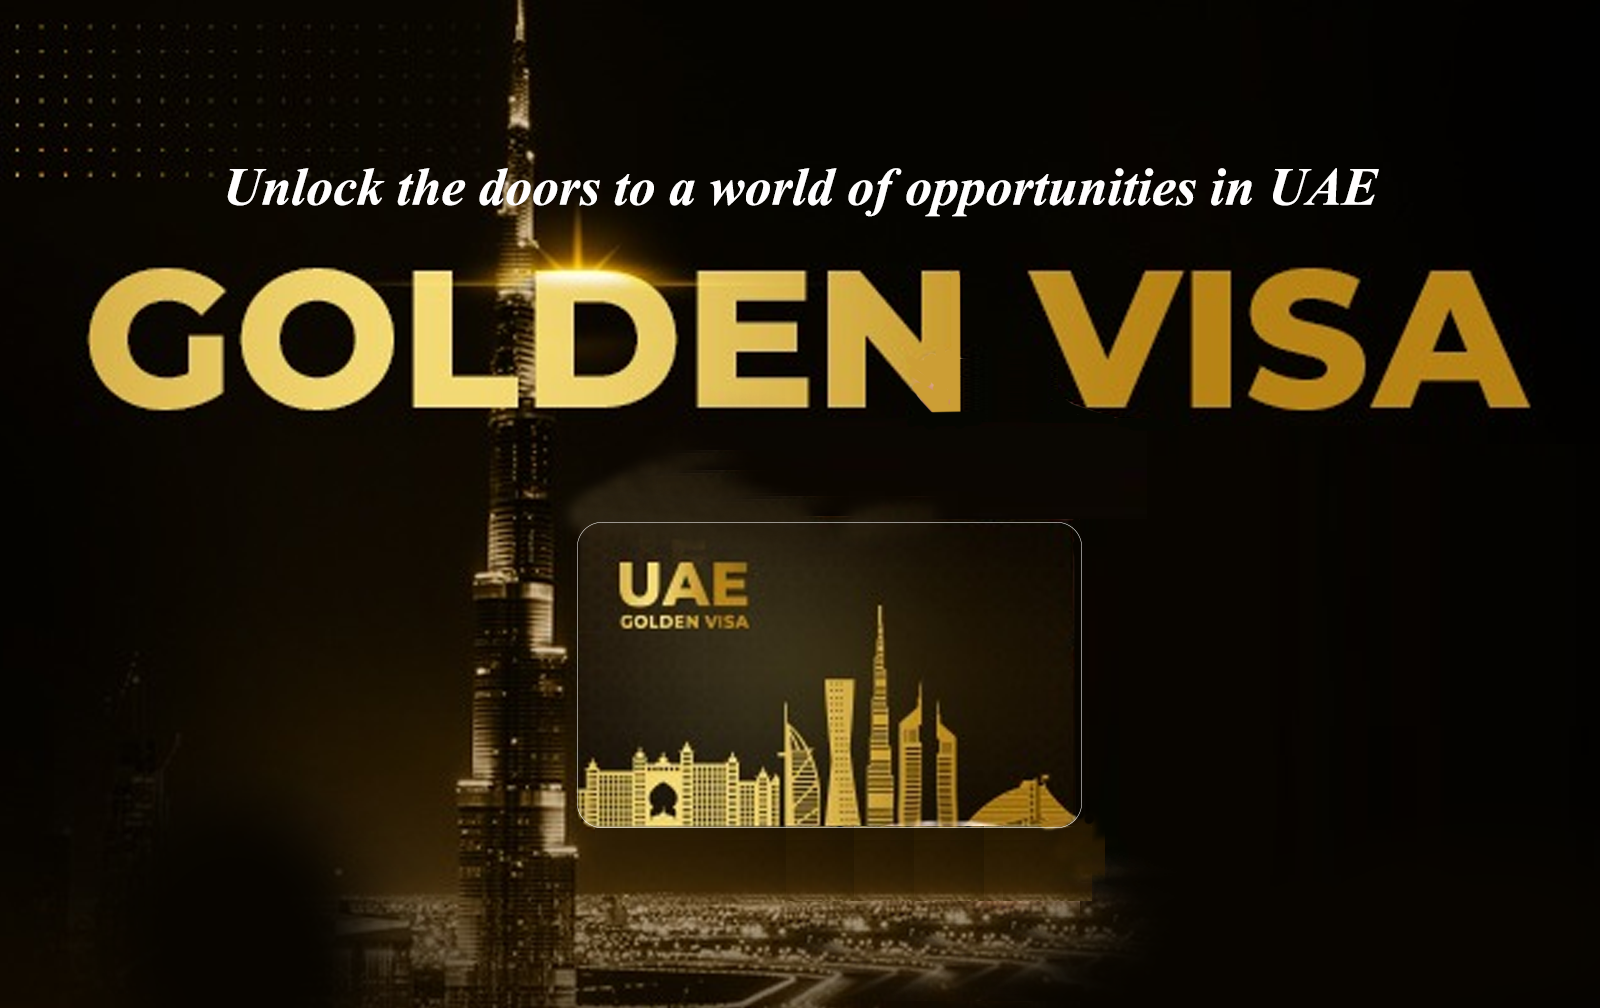 Unlock the doors to a world of opportunities in UAE
GOLDEN VISA
UAE
GOLDEN VISA